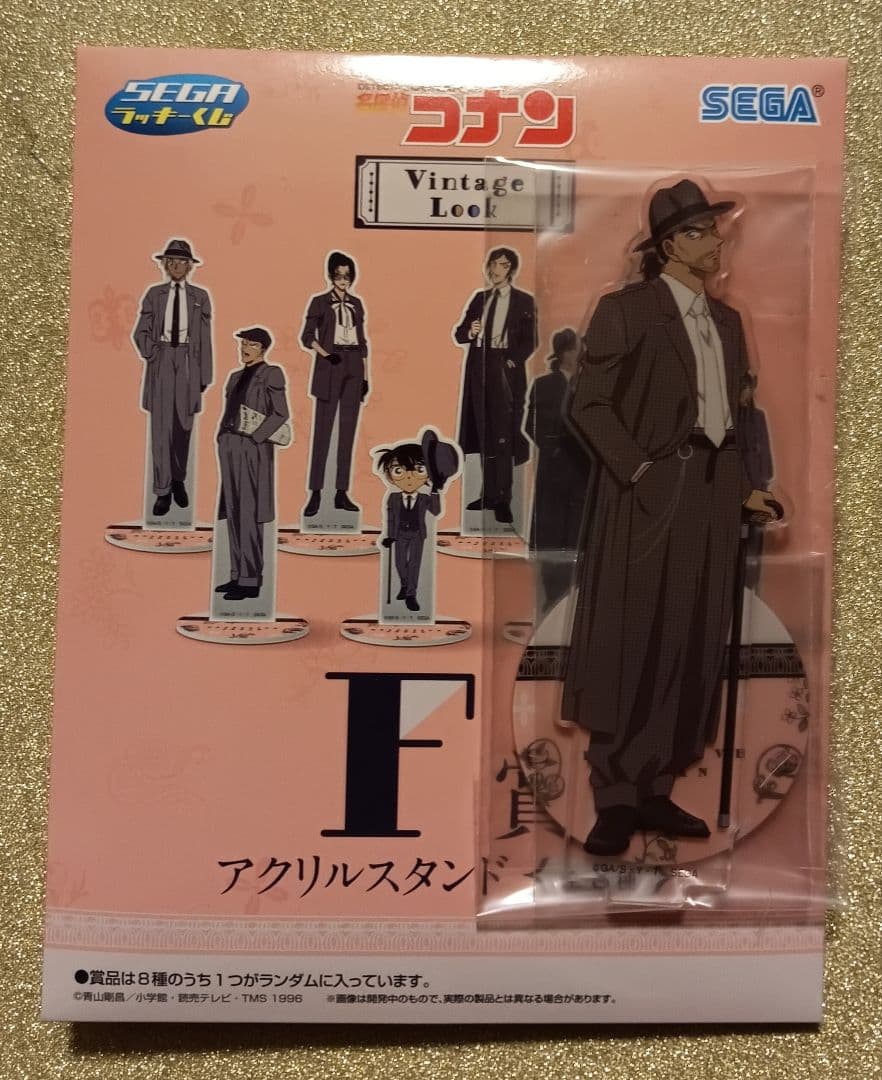 SEGA
ラッキーくじ
名探偵
コナン
SEGA®
Vintage
Look
F
賞
アクリルスタンド
●賞品は8種のうち1つがランダムに入っています。
©青山剛昌/小学館・読売テレビ・TMS 1996 ※画像は開発中のもので、実際の製品とは異なる場合があります。